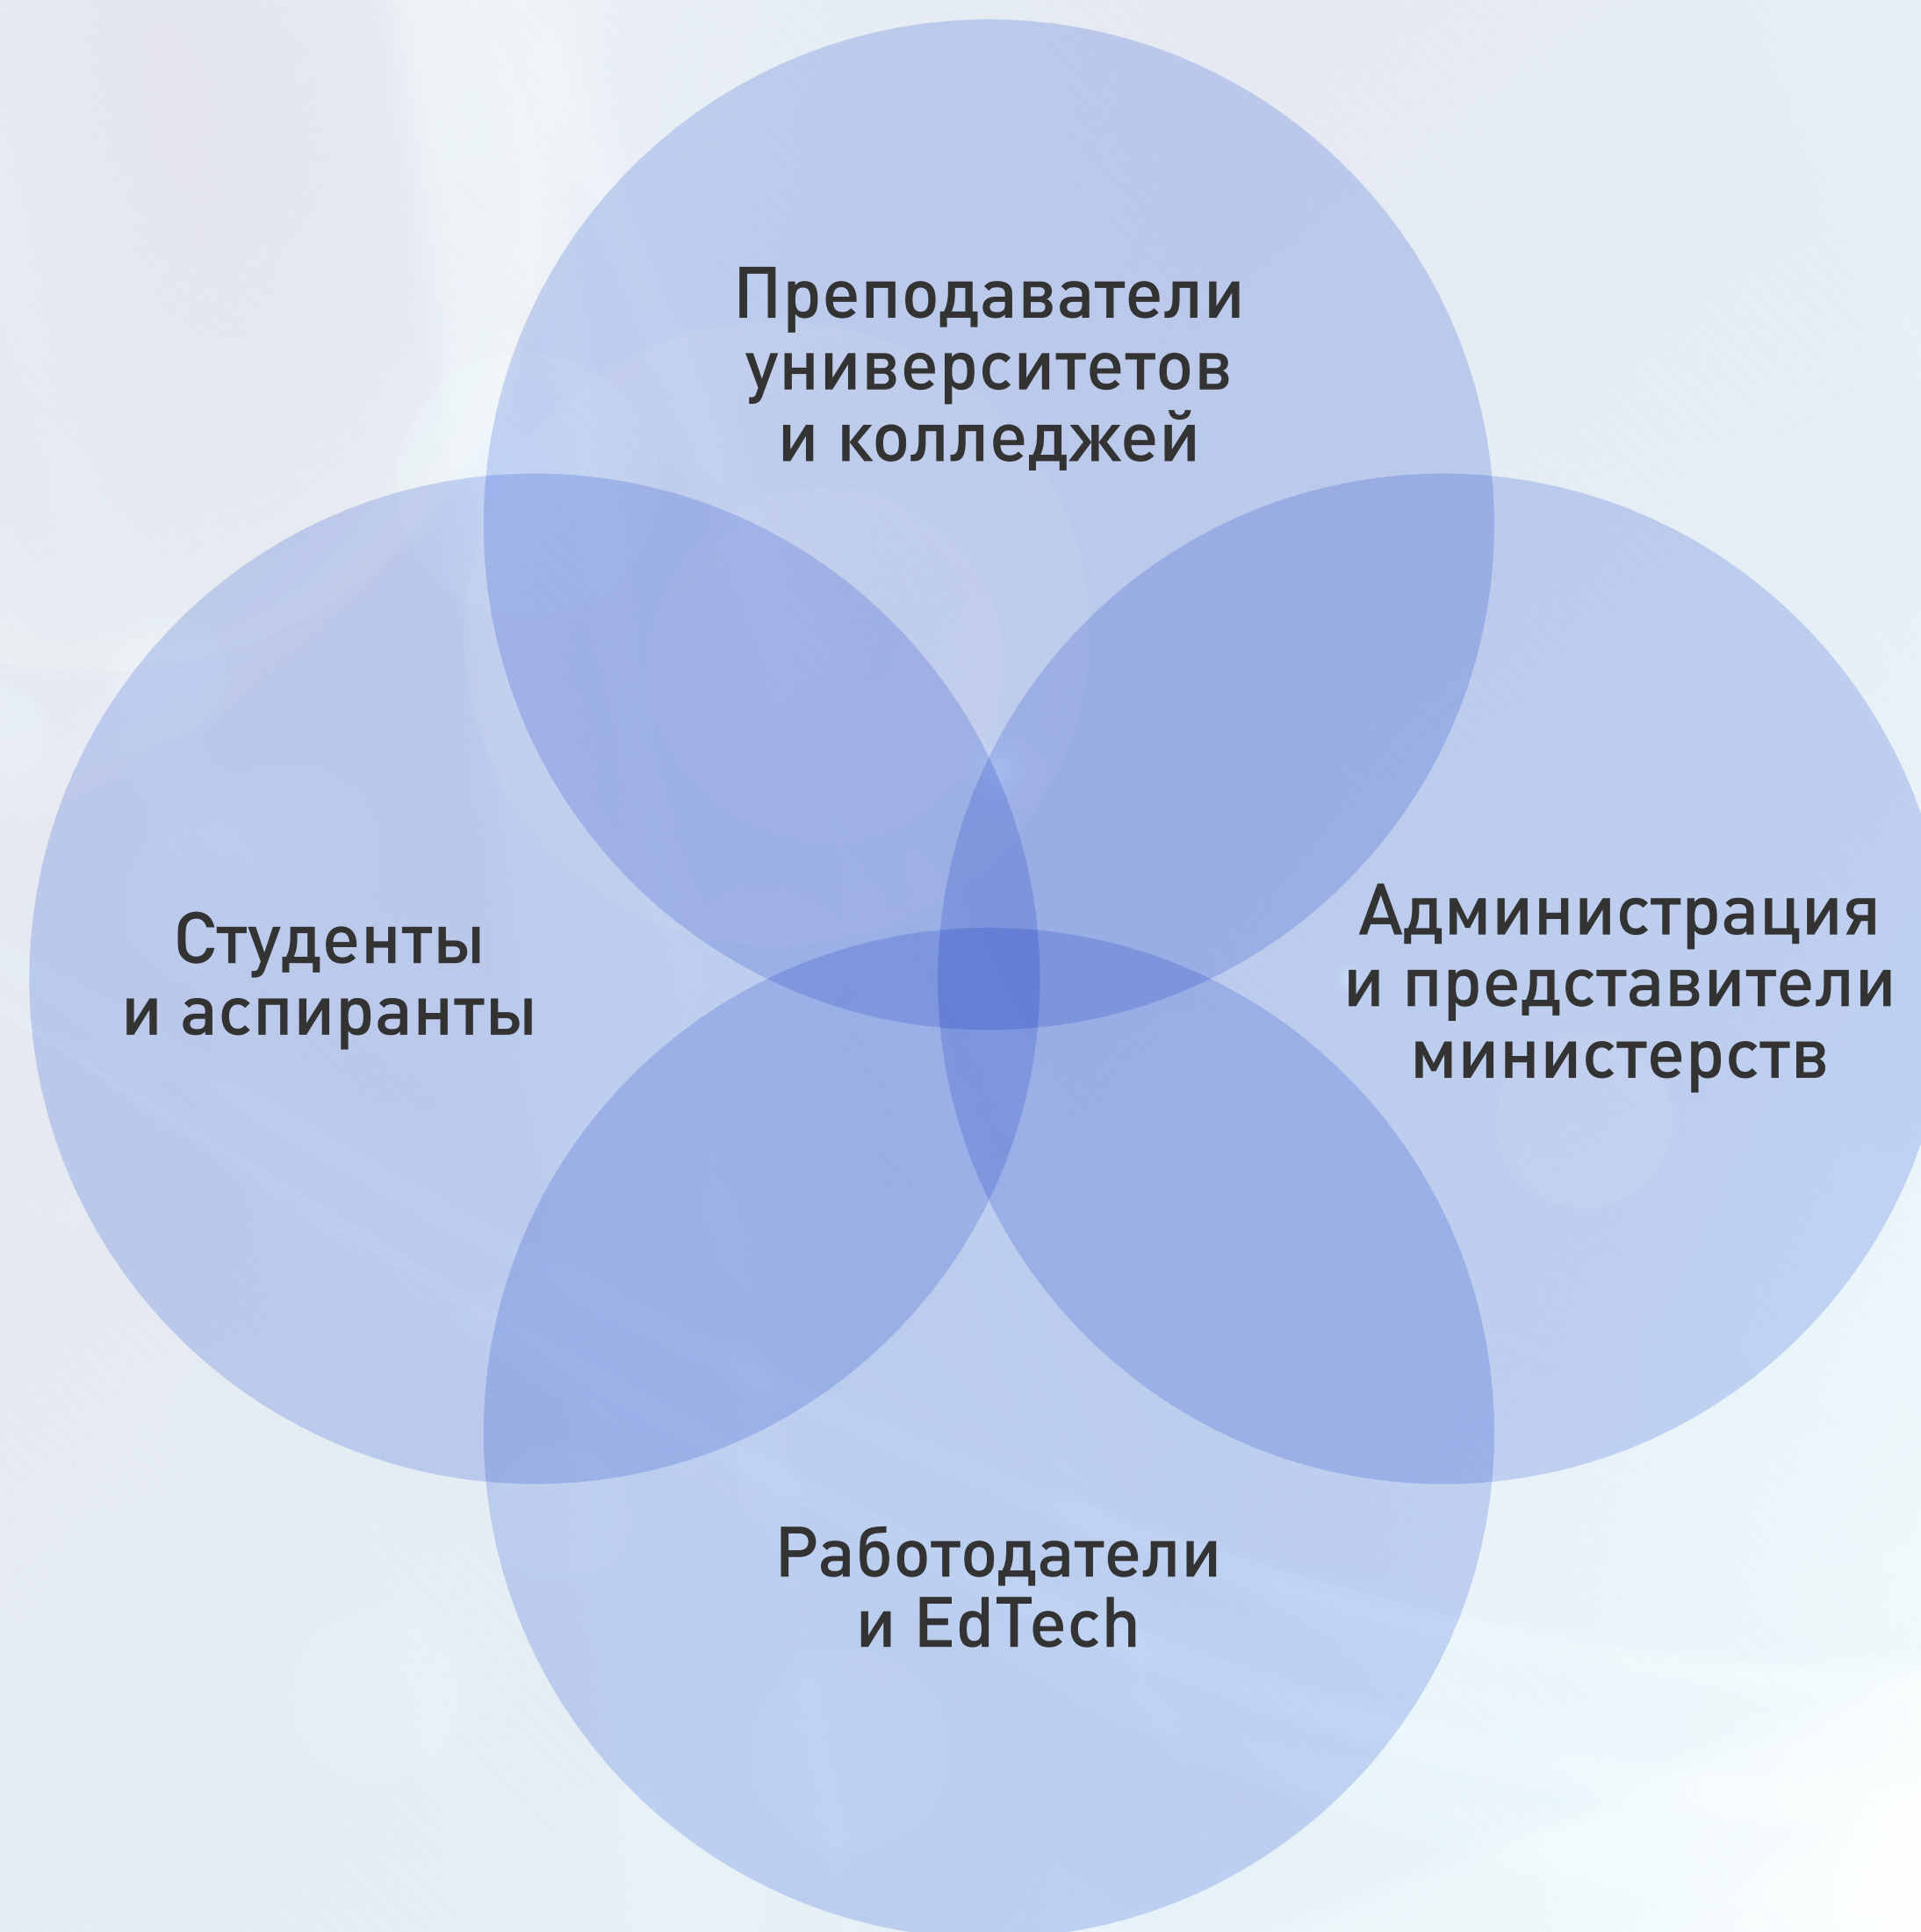 Преподаватели
университетов
и колледжей
Студенты
и аспиранты
Администрация
и представители
министерств
Работодатели
и EdTech